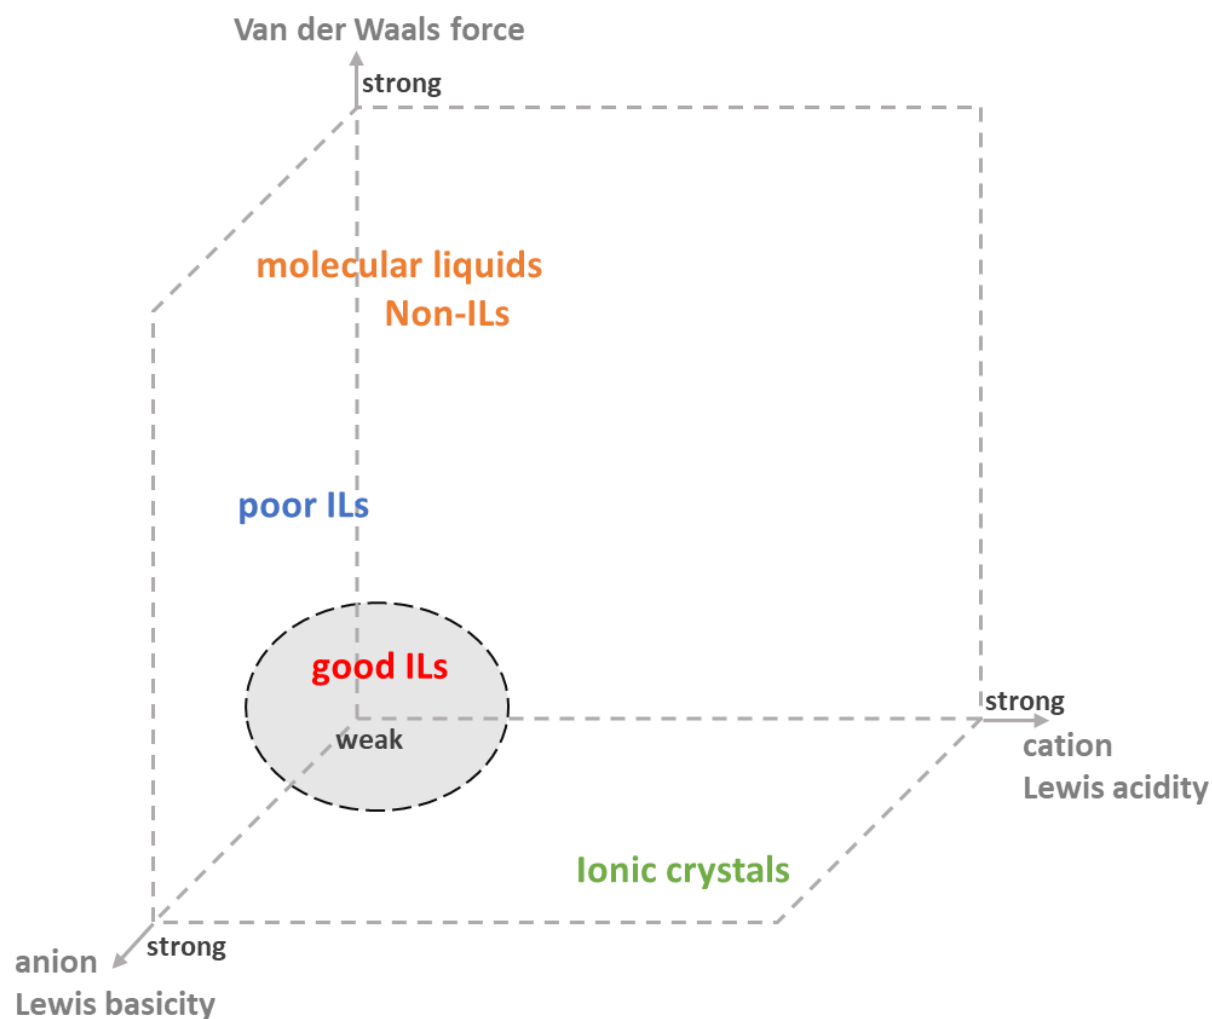 Van der Waals force
strong
molecular liquids
Non-ILs
poor ILs
good ILs
weak
strong
cation
Lewis acidity
Ionic crystals
strong
anion
Lewis basicity